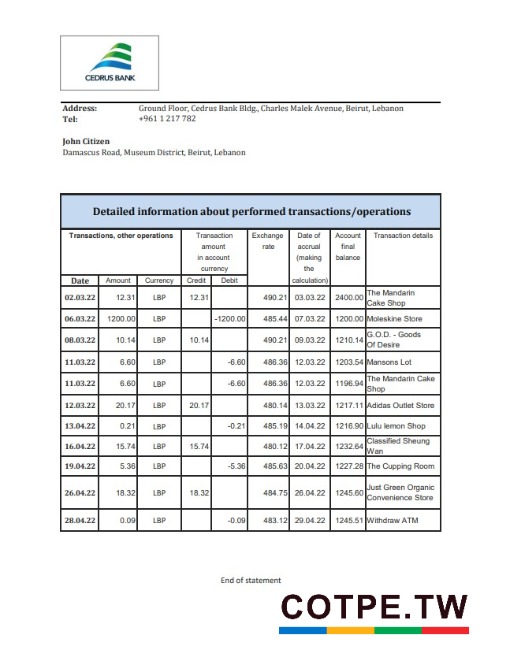 CEDRUS BANK
Address: Ground Floor, Cedrus Bank Bldg., Charles Malek Avenue, Beirut, Lebanon
Tel: +961 1 217 782
John Citizen
Damascus Road, Museum District, Beirut, Lebanon
Detailed information about performed transactions/operations
Transactions, other operations Transaction amount in account currency Exchange rate Date of accrual (making the calculation) Account final balance Transaction details
Date Amount Currency Credit Debit
02.03.22 12.31 LBP 12.31 490.21 03.03.22 2400.00 The Mandarin Cake Shop
06.03.22 1200.00 LBP -1200.00 485.44 07.03.22 1200.00 Moleskine Store
08.03.22 10.14 LBP 10.14 490.21 09.03.22 1210.14 G.O.D. - Goods Of Desire
11.03.22 6.60 LBP -6.60 486.36 12.03.22 1203.54 Mansons Lot
11.03.22 6.60 LBP -6.60 486.36 12.03.22 1196.94 The Mandarin Cake Shop
12.03.22 20.17 LBP 20.17 480.14 13.03.22 1217.11 Adidas Outlet Store
13.04.22 0.21 LBP -0.21 485.19 14.04.22 1216.90 Lulu lemon Shop
16.04.22 15.74 LBP 15.74 480.12 17.04.22 1232.64 Classified Sheung Wan
19.04.22 5.36 LBP -5.36 485.63 20.04.22 1227.28 The Cupping Room
26.04.22 18.32 LBP 18.32 484.75 26.04.22 1245.60 Just Green Organic Convenience Store
28.04.22 0.09 LBP -0.09 483.12 29.04.22 1245.51 Withdraw ATM
End of statement
COTPE.TW